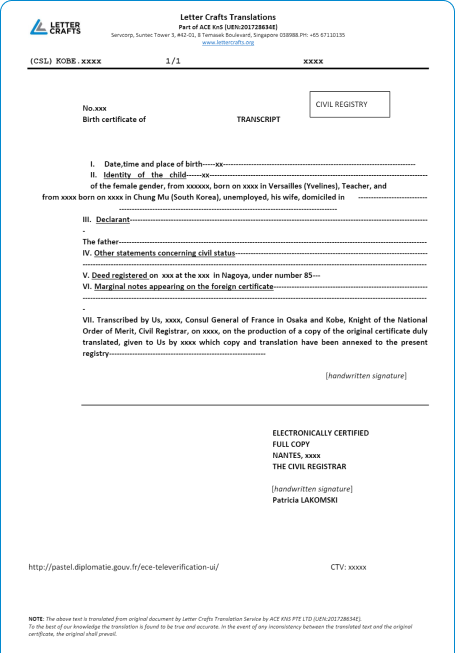 LETTER
CRAFTS
Letter Crafts Translations
Part of ACE KnS (UEN:201728634E)
Servcorp, Suntec Tower 3, #42-01, 8 Temasek Boulevard, Singapore 038988.PH: +65 67110135
www.lettercrafts.org
(CSL) KOBE.xxxx 1/1 xxxx
CIVIL REGISTRY
No.xxx
Birth certificate of TRANSCRIPT
I. Date,time and place of birth-----xx------------------------------------------------------------
II. Identity of the child------xx------------------------------------------------------------
of the female gender, from xxxxxx, born on xxxx in Versailles (Yvelines), Teacher, and
from xxxx born on xxxx in Chung Mu (South Korea), unemployed, his wife, domiciled in -----------------------
------------------------------------------------------------------------
III. Declarant------------------------------------------------------------------------
-
The father------------------------------------------------------------------------
IV. Other statements concerning civil status------------------------------------------------------------
------------------------------------------------------------------------
V. Deed registered on xxx at the xxx in Nagoya, under number 85---
VI. Marginal notes appearing on the foreign certificate--------------------------------------------------
------------------------------------------------------------------------
-
VII. Transcribed by Us, xxxx, Consul General of France in Osaka and Kobe, Knight of the National
Order of Merit, Civil Registrar, on xxxx, on the production of a copy of the original certificate duly
translated, given to Us by xxxx which copy and translation have been annexed to the present
registry--------------------------------------------------
[handwritten signature]
ELECTRONICALLY CERTIFIED
FULL COPY
NANTES, xxxx
THE CIVIL REGISTRAR
[handwritten signature]
Patricia LAKOMSKI
http://pastel.diplomatie.gouv.fr/ece-televerification-ui/ CTV: xxxxx
NOTE: The above text is translated from original document by Letter Crafts Translation Service by ACE KNS PTE LTD (UEN:201728634E).
To the best of our knowledge the translation is found to be true and accurate. In the event of any inconsistency between the translated text and the original
certificate, the original shall prevail.